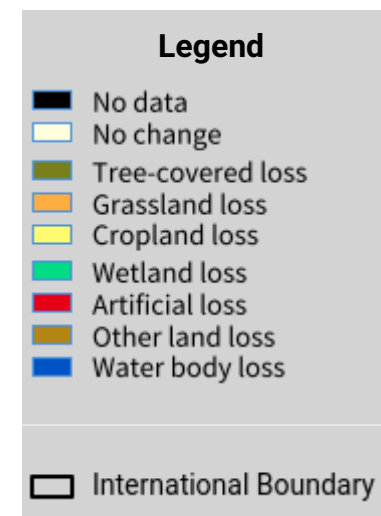 Legend
No data
No change
Tree-covered loss
Grassland loss
Cropland loss
Wetland loss
Artificial loss
Other land loss
Water body loss
International Boundary